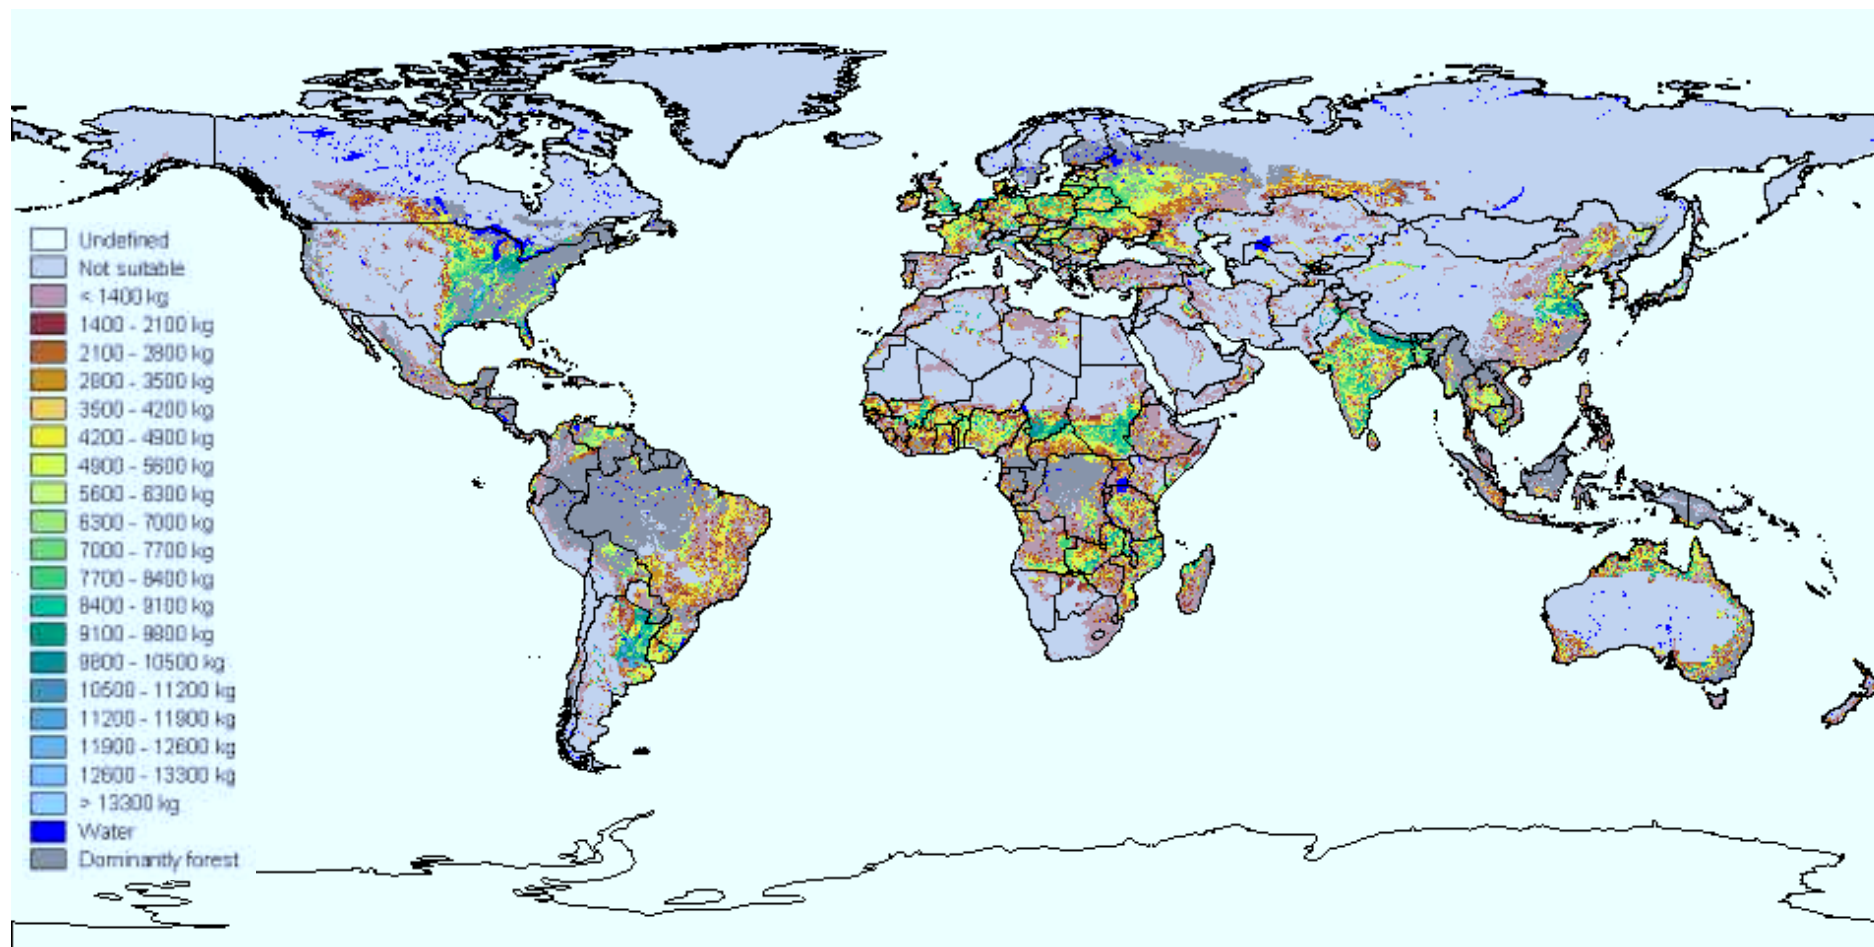 Undefined
Not suitable
< 1400 kg
1400 - 2100 kg
2100 - 2800 kg
2800 - 3500 kg
3500 - 4200 kg
4200 - 4900 kg
4900 - 5600 kg
5600 - 6300 kg
6300 - 7000 kg
7000 - 7700 kg
7700 - 8400 kg
8400 - 9100 kg
9100 - 9800 kg
9800 - 10500 kg
10500 - 11200 kg
11200 - 11900 kg
11900 - 12600 kg
12600 - 13300 kg
> 13300 kg
Water
Dominantly forest